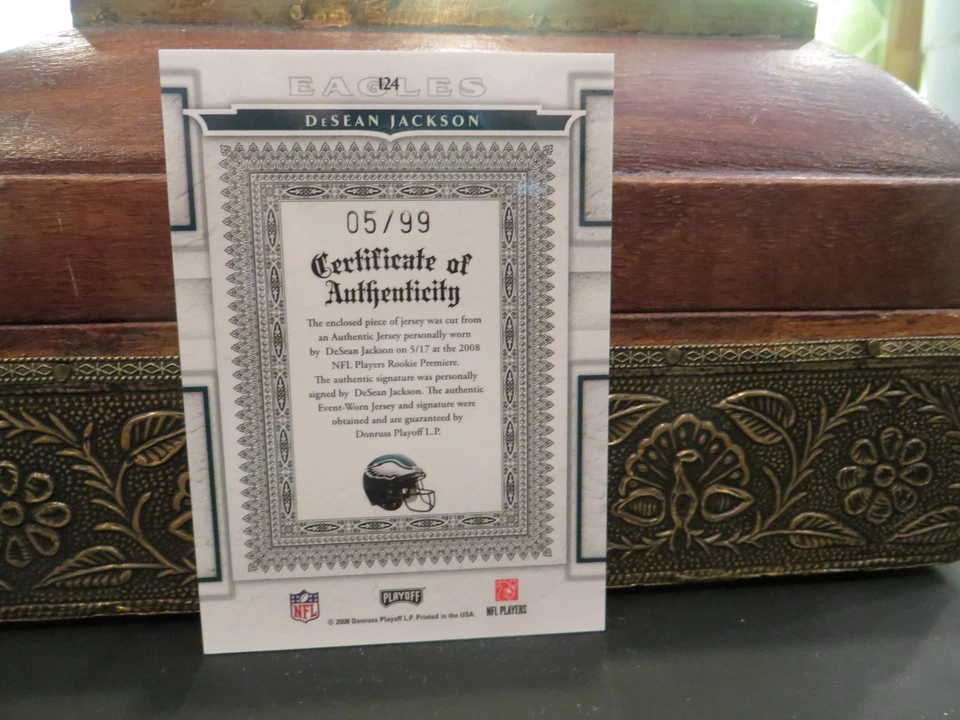 EAGLES
124
DeSEAN JACKSON
05/99
Certificate of
Authenticity
The enclosed piece of jersey was cut from
an Authentic Jersey personally worn
by DeSean Jackson on 5/17 at the 2008
NFL Players Rookie Premiere.
The authentic signature was personally
signed by DeSean Jackson. The authentic
Event-Worn Jersey and signature were
obtained and are guaranteed by
Donruss Playoff L.P.
NFL
PLAYOFF
NFL PLAYERS
© 2008 Donruss Playoff L.P. Printed in the USA.